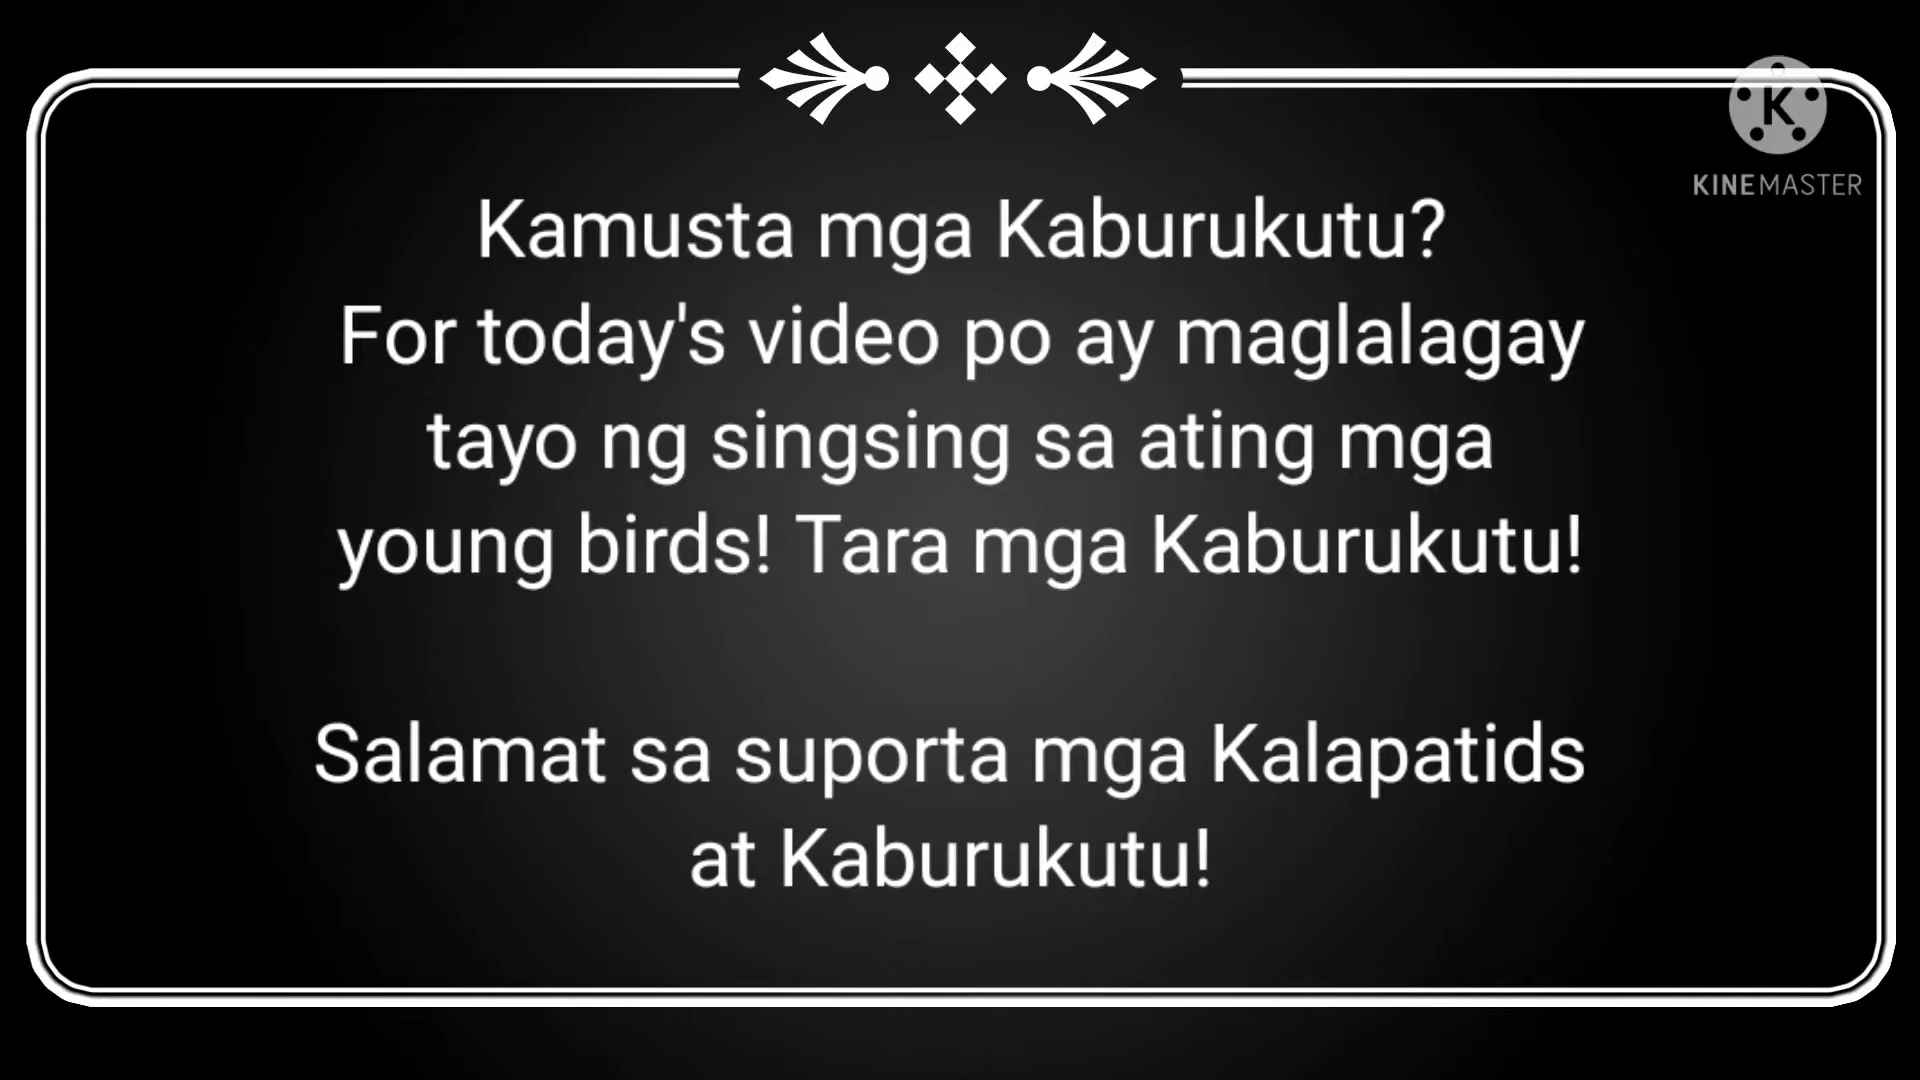 K
KINEMASTER
Kamusta mga Kaburukutu?
For today's video po ay maglalagay
tayo ng singsing sa ating mga
young birds! Tara mga Kaburukutu!
Salamat sa suporta mga Kalapatids
at Kaburukutu!